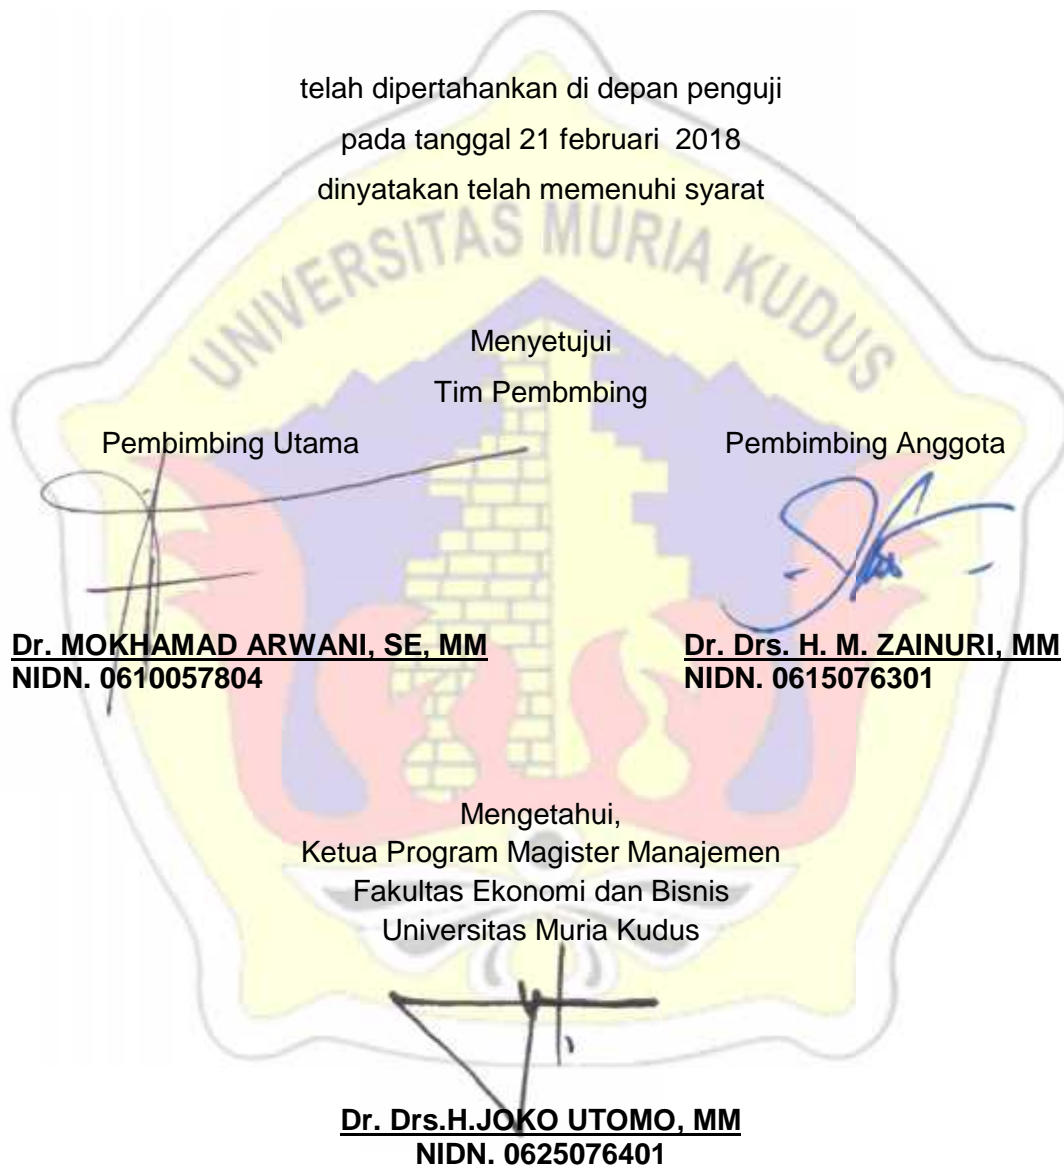 telah dipertahankan di depan penguji
pada tanggal 21 februari 2018
dinyatakan telah memenuhi syarat
UNIVERSITAS MURIA KUDUS
Menyetujui
Tim Pembmbing
Pembimbing Utama
Pembimbing Anggota
Dr. MOKHAMAD ARWANI, SE, MM
NIDN. 0610057804
Dr. Drs. H. M. ZAINURI, MM
NIDN. 0615076301
Mengetahui,
Ketua Program Magister Manajemen
Fakultas Ekonomi dan Bisnis
Universitas Muria Kudus
Dr. Drs.H.JOKO UTOMO, MM
NIDN. 0625076401